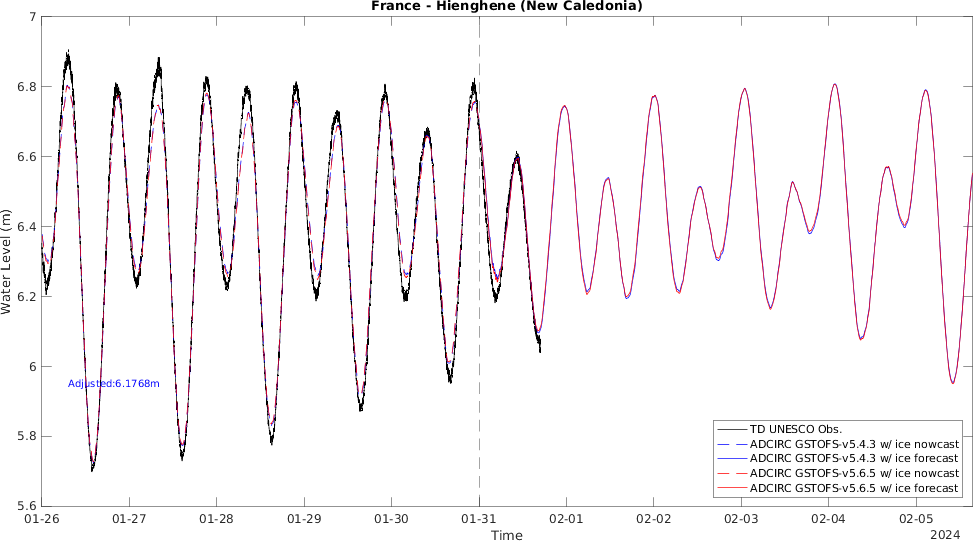 France - Hienghene (New Caledonia)
Water Level (m)
7
6.8
6.6
6.4
6.2
6
5.8
5.6
Adjusted:6.1768m
TD UNESCO Obs.
ADCIRC GSTOFS-v5.4.3 w/ ice nowcast
ADCIRC GSTOFS-v5.4.3 w/ ice forecast
ADCIRC GSTOFS-v5.6.5 w/ ice nowcast
ADCIRC GSTOFS-v5.6.5 w/ ice forecast
01-26 01-27 01-28 01-29 01-30 01-31 02-01 02-02 02-03 02-04 02-05
Time
2024